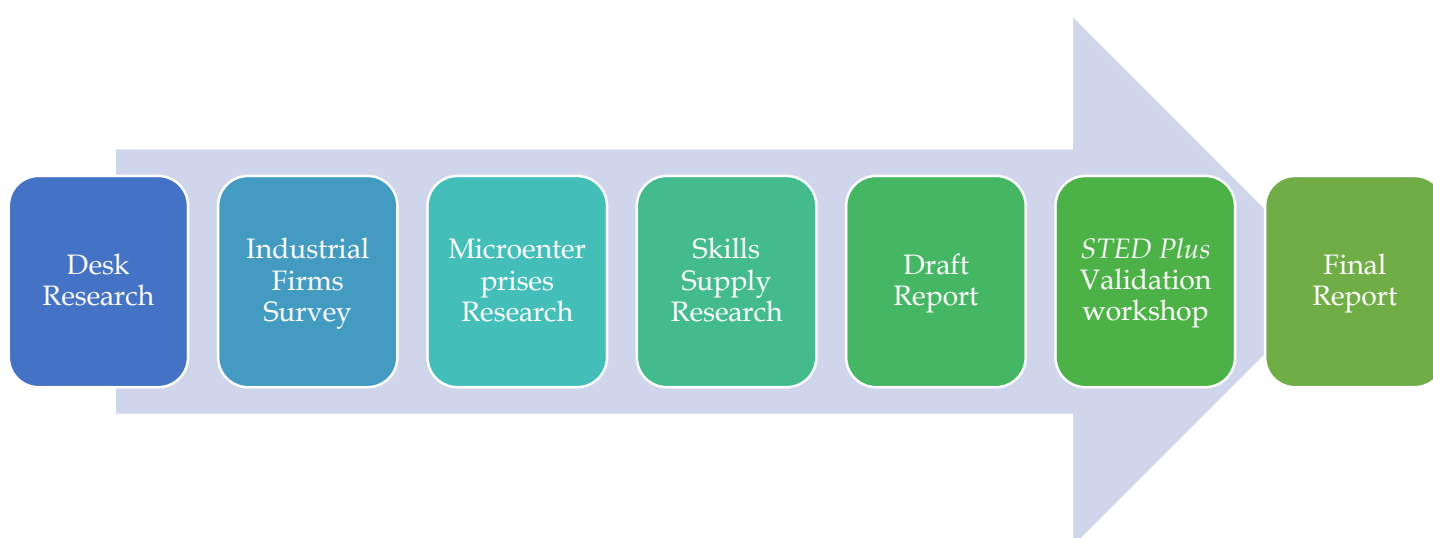 Desk
Research
Industrial
Firms
Survey
Microenter
prises
Research
Skills
Supply
Research
Draft
Report
STED Plus
Validation
workshop
Final
Report